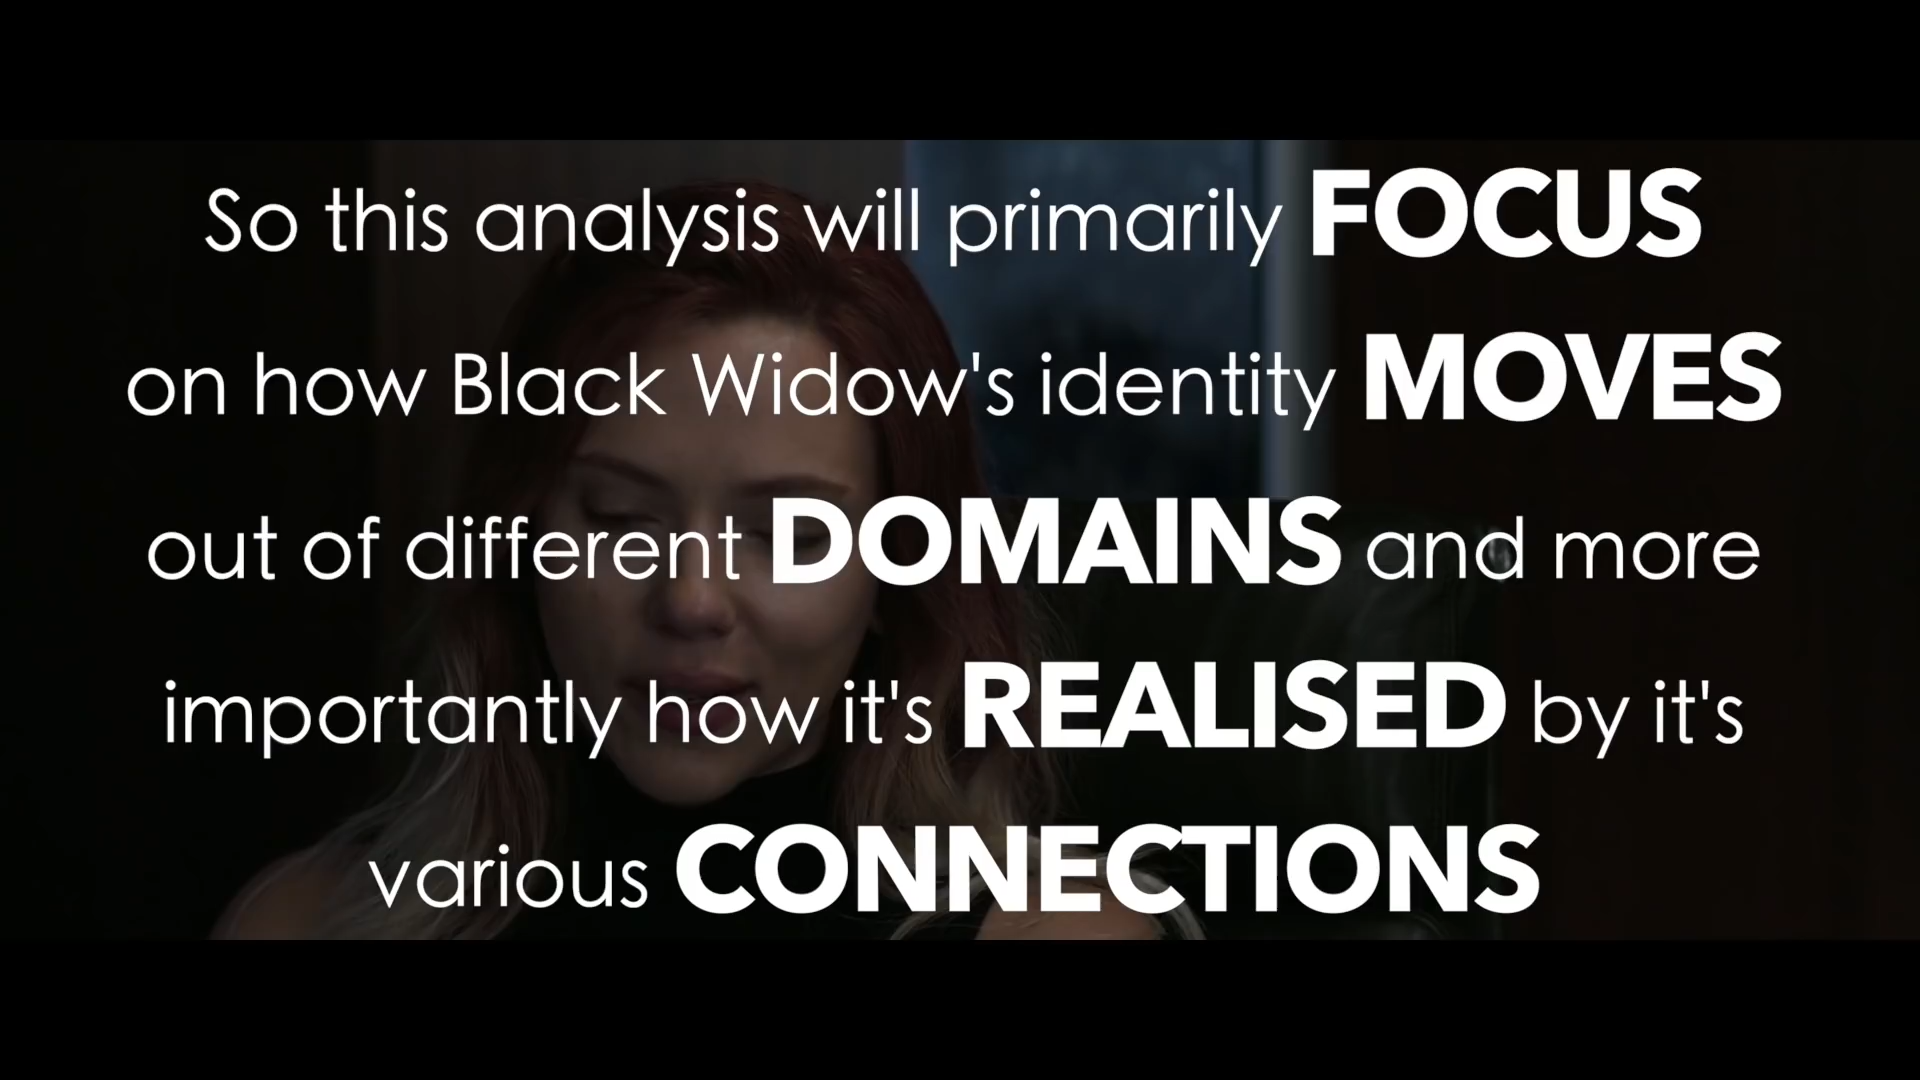 So this analysis will primarily FOCUS
on how Black Widow's identity MOVES
out of different DOMAINS and more
importantly how it's REALISED by it's
various CONNECTIONS